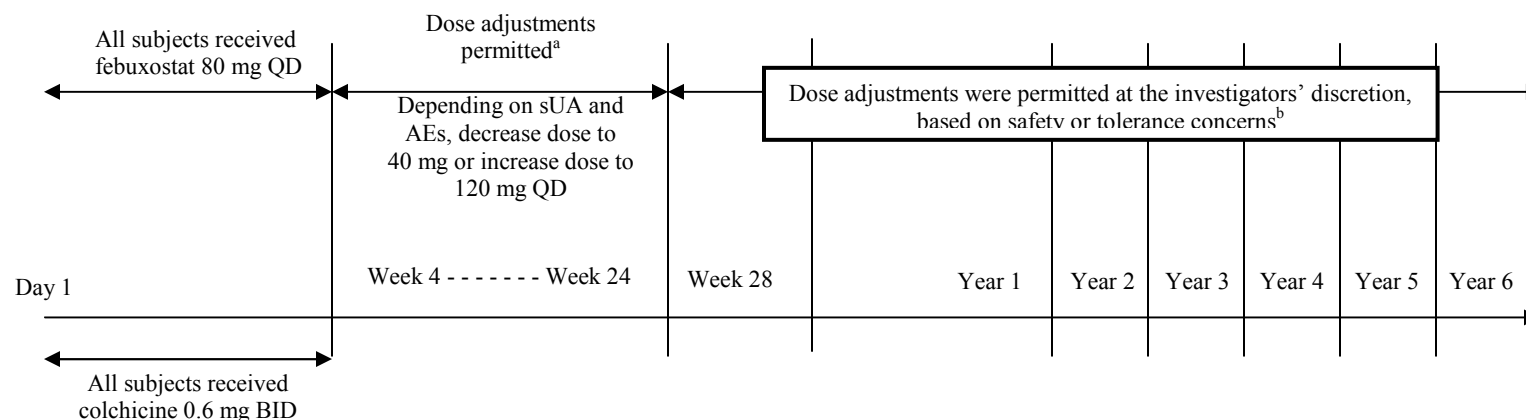 All subjects received
febuxostat 80 mg QD
Dose adjustments
permittedᵃ
Depending on sUA and
AEs, decrease dose to
40 mg or increase dose to
120 mg QD
Dose adjustments were permitted at the investigators’ discretion,
based on safety or tolerance concernsᵇ
Day 1
Week 4 - - - - - - - Week 24
Week 28
Year 1
Year 2
Year 3
Year 4
Year 5
Year 6
All subjects received
colchicine 0.6 mg BID